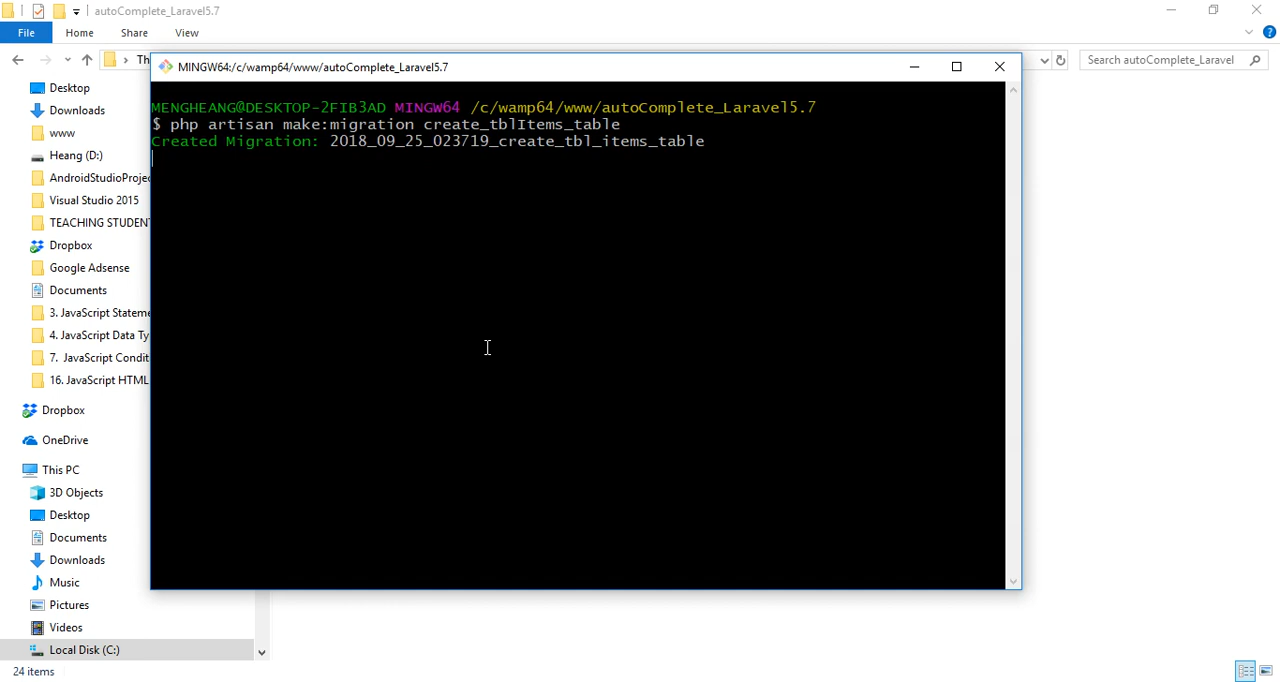 autoComplete_Laravel5.7
File
Home
Share
View
Th
Search autoComplete_Laravel
MINGW64:/c/wamp64/www/autoComplete_Laravel5.7
MENGHEANG@DESKTOP-2FIB3AD MINGW64 /c/wamp64/www/autoComplete_Laravel5.7
$ php artisan make:migration create_tblItems_table
Created Migration: 2018_09_25_023719_create_tbl_items_table
Desktop
Downloads
www
Heang (D:)
AndroidStudioProjec
Visual Studio 2015
TEACHING STUDENT
Dropbox
Google Adsense
Documents
3. JavaScript Stateme
4. JavaScript Data Ty
7. JavaScript Condit
16. JavaScript HTML
Dropbox
OneDrive
This PC
3D Objects
Desktop
Documents
Downloads
Music
Pictures
Videos
Local Disk (C:)
24 items